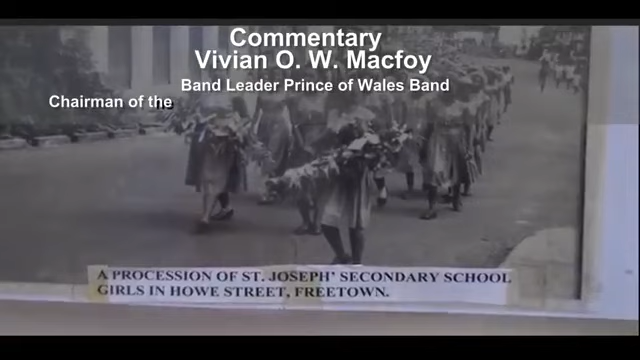 Commentary
Vivian O. W. Macfoy
Band Leader Prince of Wales Band
Chairman of the
A PROCESSION OF ST. JOSEPH' SECONDARY SCHOOL
GIRLS IN HOWE STREET, FREETOWN.